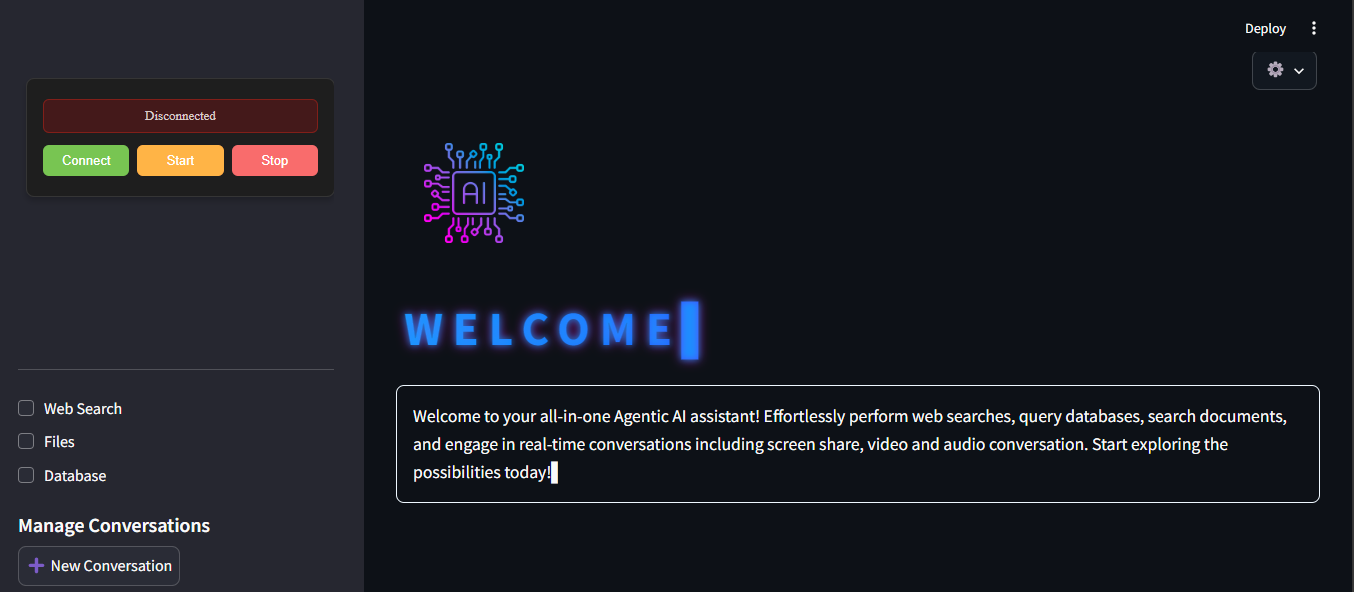 Deploy
Disconnected
Connect Start Stop
AI
WELCOME
Welcome to your all-in-one Agentic AI assistant! Effortlessly perform web searches, query databases, search documents,
and engage in real-time conversations including screen share, video and audio conversation. Start exploring the
possibilities today!
Web Search
Files
Database
Manage Conversations
New Conversation